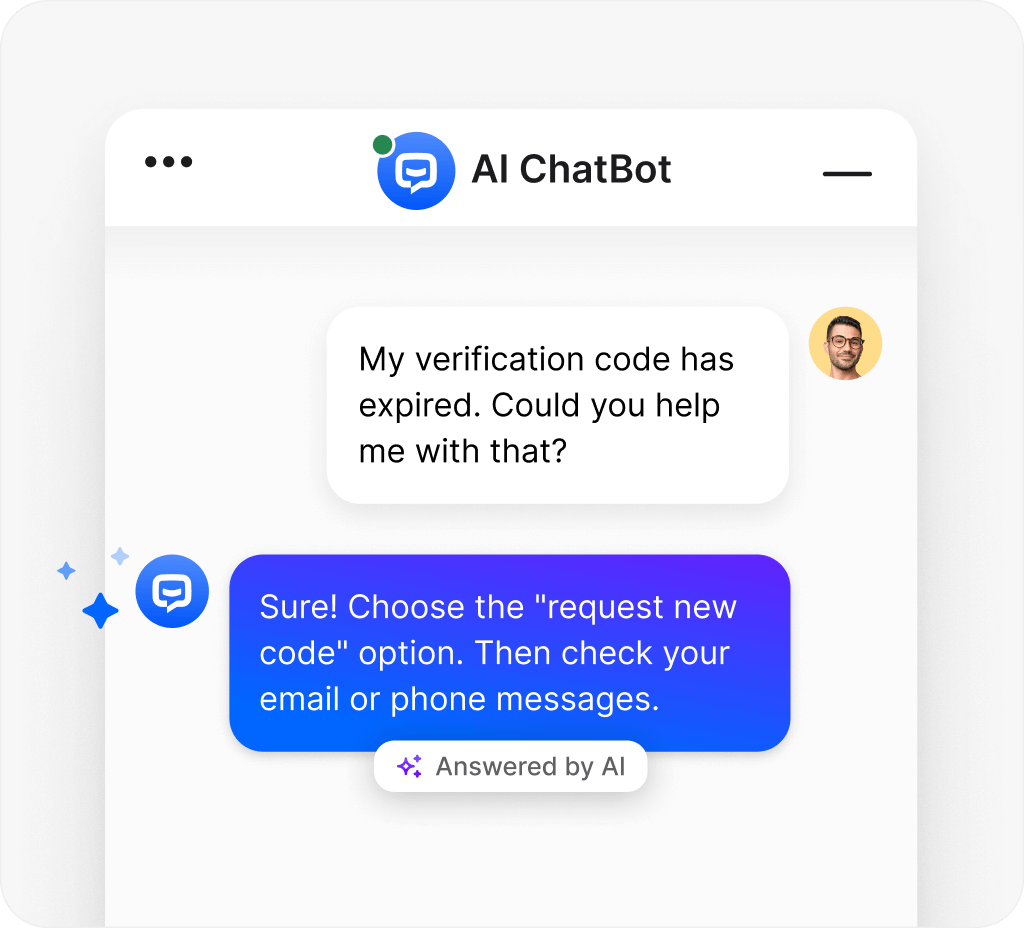 AI ChatBot
My verification code has
expired. Could you help
me with that?
Sure! Choose the "request new
code" option. Then check your
email or phone messages.
Answered by AI